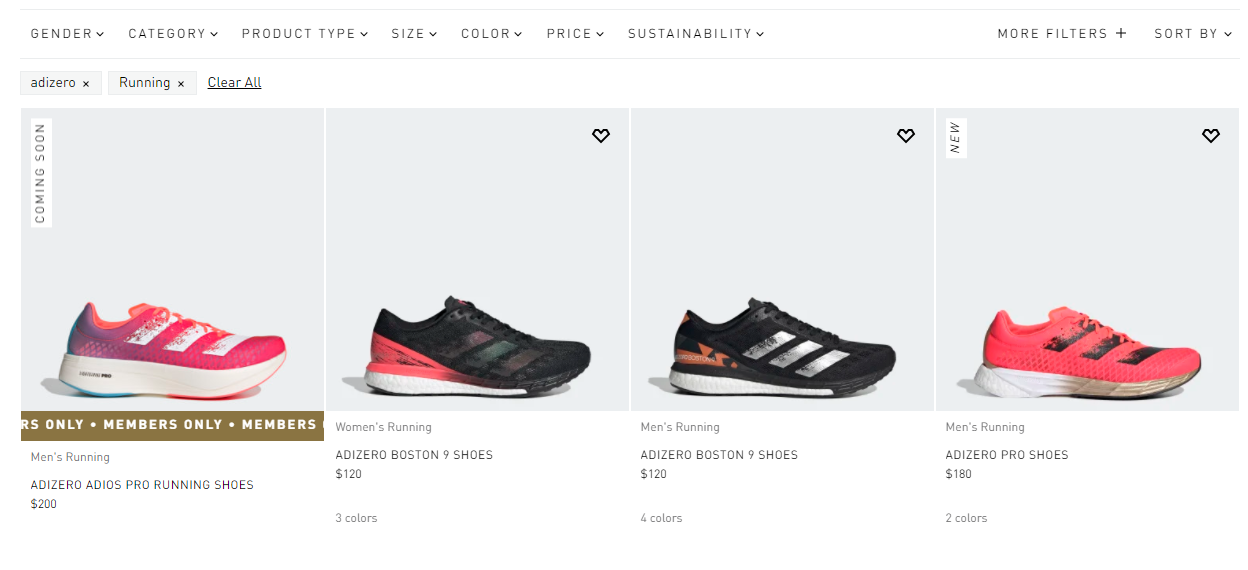 GENDER CATEGORY PRODUCT TYPE SIZE COLOR PRICE SUSTAINABILITY MORE FILTERS + SORT BY
adizero × Running × Clear All
COMING SOON
NEW
RS ONLY • MEMBERS ONLY • MEMBERS
Men's Running
ADIZERO ADIOS PRO RUNNING SHOES
$200
Women's Running
ADIZERO BOSTON 9 SHOES
$120
3 colors
Men's Running
ADIZERO BOSTON 9 SHOES
$120
4 colors
Men's Running
ADIZERO PRO SHOES
$180
2 colors